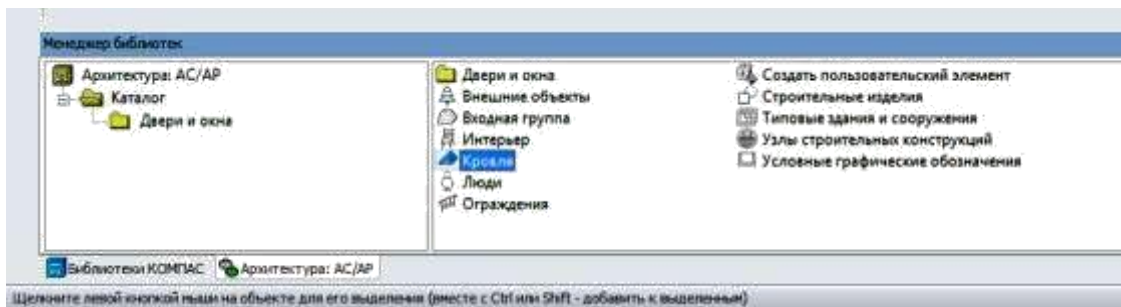 Менеджер библиотек
Архитектура: АС/АР
Каталог
Двери и окна
Двери и окна
Внешние объекты
Входная группа
Интерьер
Кровля
Люди
Ограждения
Создать пользовательский элемент
Строительные изделия
Типовые здания и сооружения
Узлы строительных конструкций
Условные графические обозначения
Библиотеки КОМПАС
Архитектура: АС/АР
Щелкните левой кнопкой мыши на объекте для его выделения (вместе с Ctrl или Shift - добавить к выделенным)